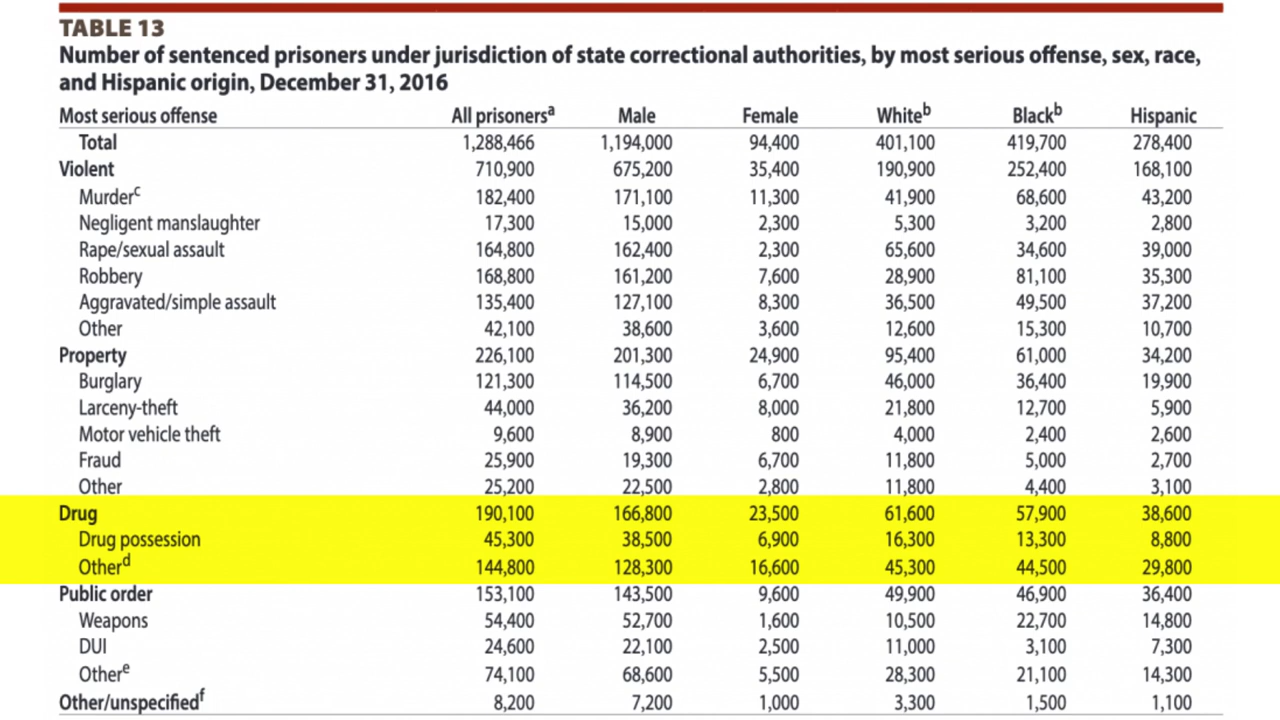 TABLE 13
Number of sentenced prisoners under jurisdiction of state correctional authorities, by most serious offense, sex, race,
and Hispanic origin, December 31, 2016
Most serious offense All prisonersᵃ Male Female Whiteᵇ Blackᵇ Hispanic
Total 1,288,466 1,194,000 94,400 401,100 419,700 278,400
Violent 710,900 675,200 35,400 190,900 252,400 168,100
Murderᶜ 182,400 171,100 11,300 41,900 68,600 43,200
Negligent manslaughter 17,300 15,000 2,300 5,300 3,200 2,800
Rape/sexual assault 164,800 162,400 2,300 65,600 34,600 39,000
Robbery 168,800 161,200 7,600 28,900 81,100 35,300
Aggravated/simple assault 135,400 127,100 8,300 36,500 49,500 37,200
Other 42,100 38,600 3,600 12,600 15,300 10,700
Property 226,100 201,300 24,900 95,400 61,000 34,200
Burglary 121,300 114,500 6,700 46,000 36,400 19,900
Larceny-theft 44,000 36,200 8,000 21,800 12,700 5,900
Motor vehicle theft 9,600 8,900 800 4,000 2,400 2,600
Fraud 25,900 19,300 6,700 11,800 5,000 2,700
Other 25,200 22,500 2,800 11,800 4,400 3,100
Drug 190,100 166,800 23,500 61,600 57,900 38,600
Drug possession 45,300 38,500 6,900 16,300 13,300 8,800
Otherᵈ 144,800 128,300 16,600 45,300 44,500 29,800
Public order 153,100 143,500 9,600 49,900 46,900 36,400
Weapons 54,400 52,700 1,600 10,500 22,700 14,800
DUI 24,600 22,100 2,500 11,000 3,100 7,300
Otherᵉ 74,100 68,600 5,500 28,300 21,100 14,300
Other/unspecifiedᶠ 8,200 7,200 1,000 3,300 1,500 1,100